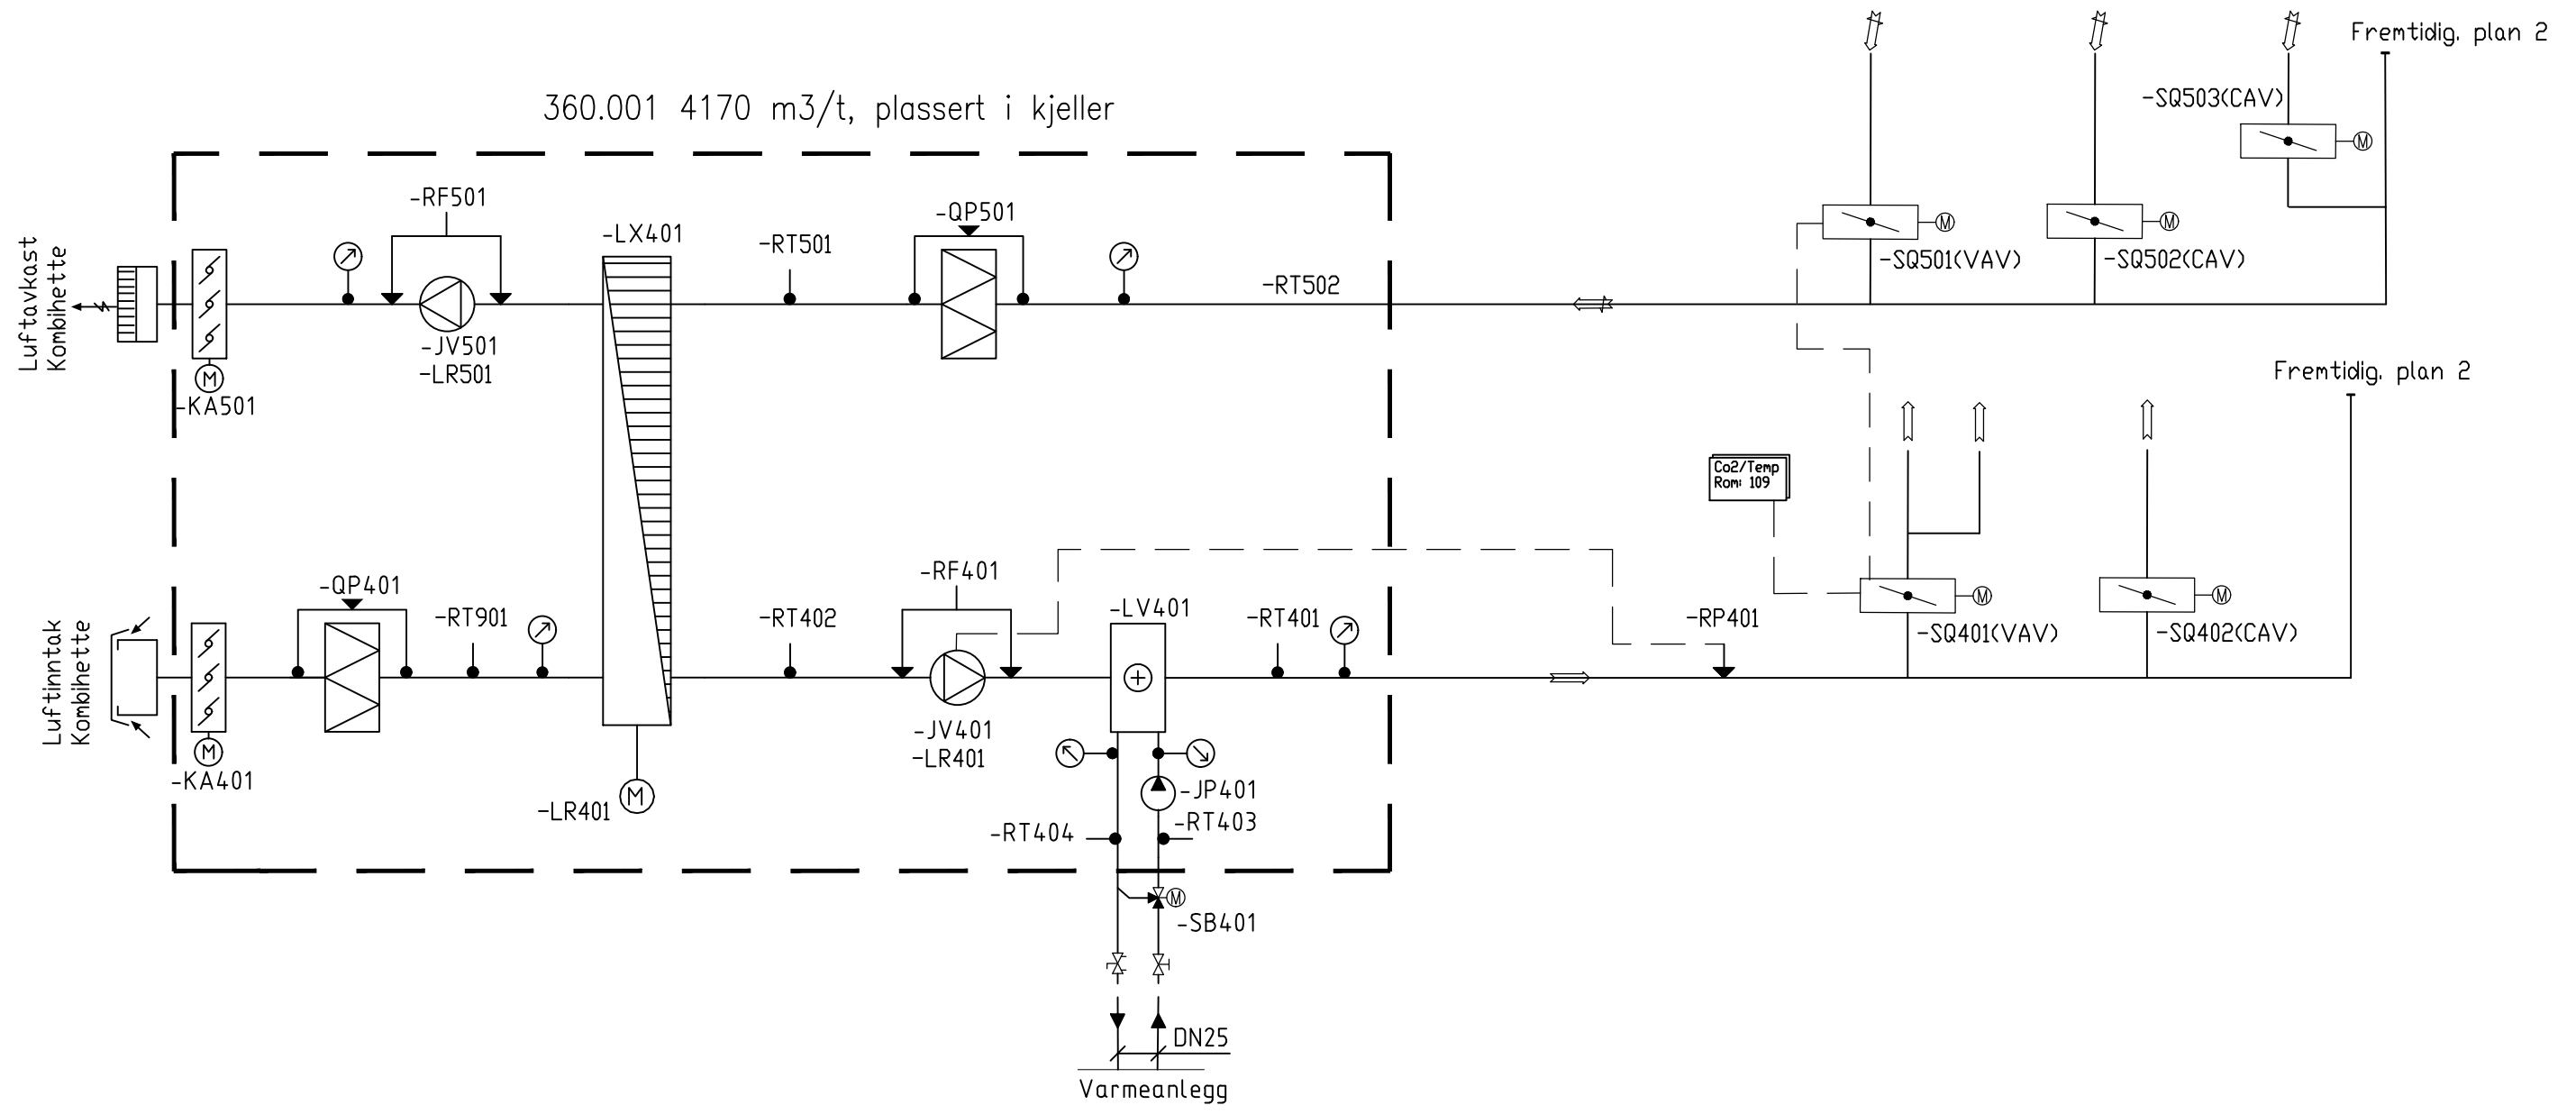 Fremtidig. plan 2
-SQ503(CAV)
360.001 4170 m3/t, plassert i kjeller
M
-RF501
-QP501
-LX401
-RT501
M
M
Luftavkast
Kombihette
-SQ501(VAV)
-SQ502(CAV)
-RT502
-JV501
-LR501
M
-KA501
Fremtidig. plan 2
Co2/Temp
Rom: 109
-QP401
-RF401
-RT901
-RT402
-LV401
-RT401
-RP401
M
M
-SQ401(VAV)
-SQ402(CAV)
Luftinntak
Kombihette
-JV401
-LR401
M
-KA401
M
-LR401
-JP401
-RT403
-RT404
M
-SB401
DN25
Varmeanlegg